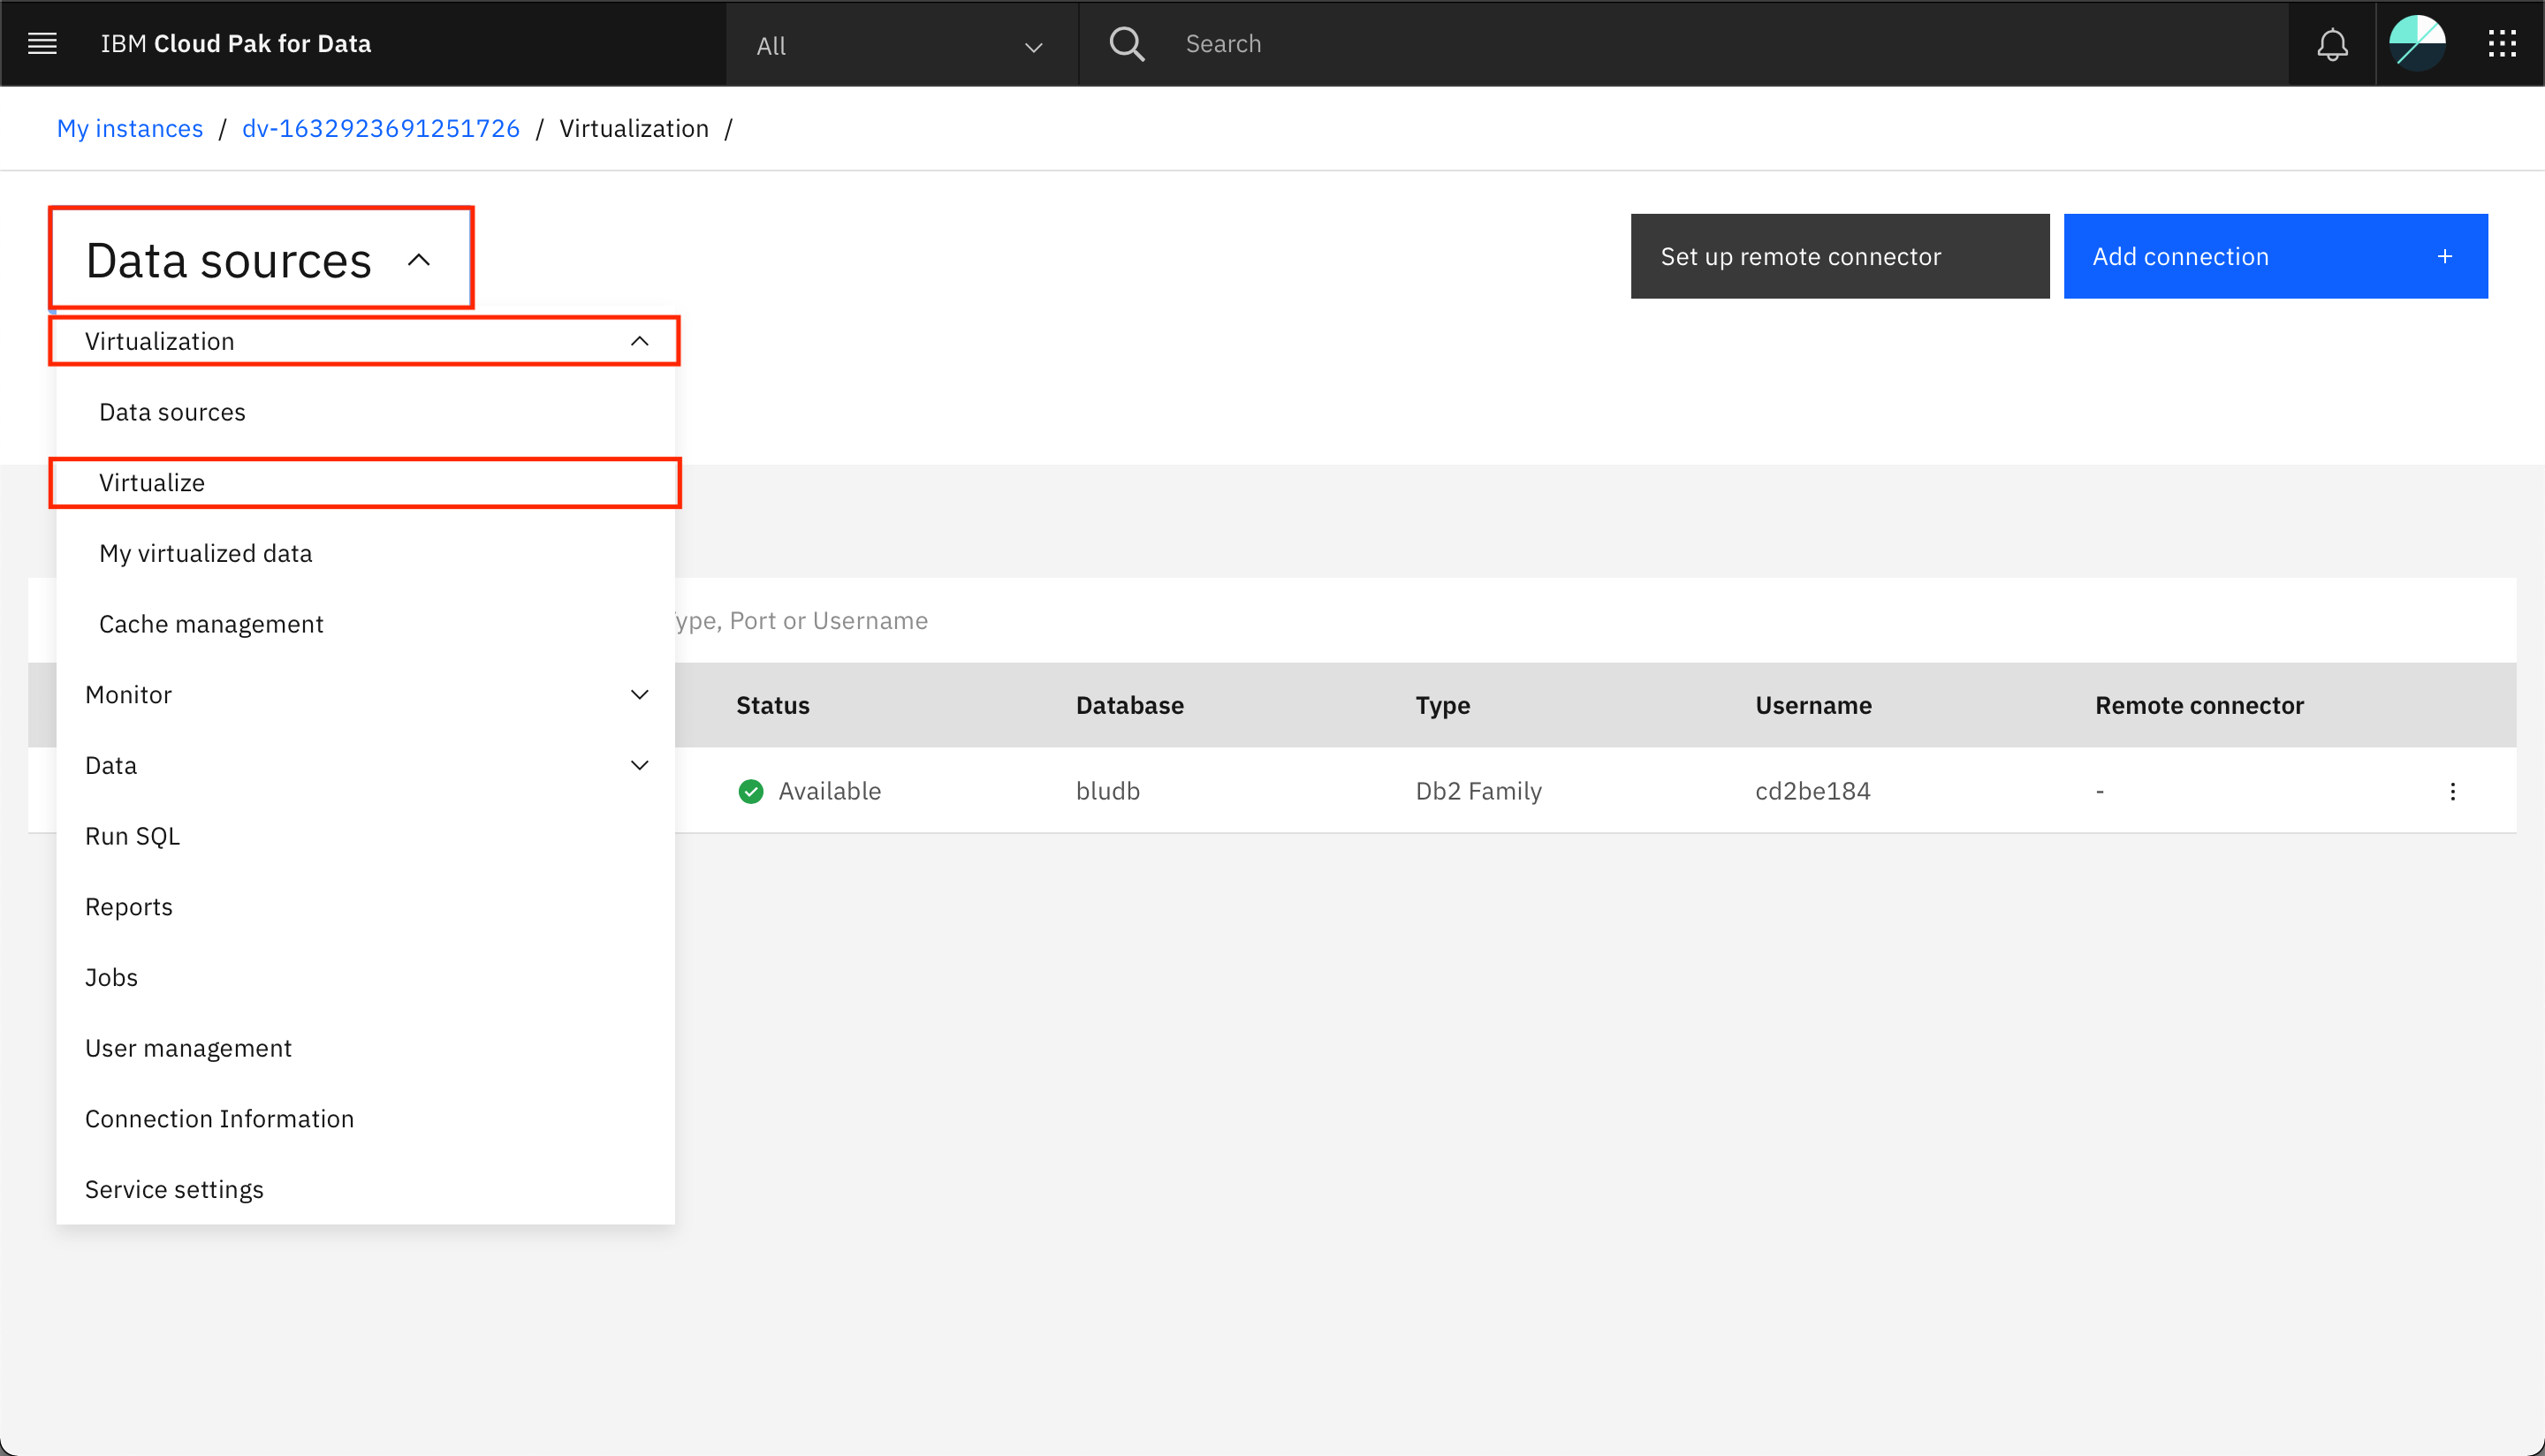 IBM Cloud Pak for Data
All
Search
My instances / dv-1632923691251726 / Virtualization /
Data sources
Set up remote connector
Add connection +
Virtualization
Data sources
Virtualize
My virtualized data
Cache management
Type, Port or Username
Monitor
Status Database Type Username Remote connector
Data
Available bludb Db2 Family cd2be184 -
Run SQL
Reports
Jobs
User management
Connection Information
Service settings